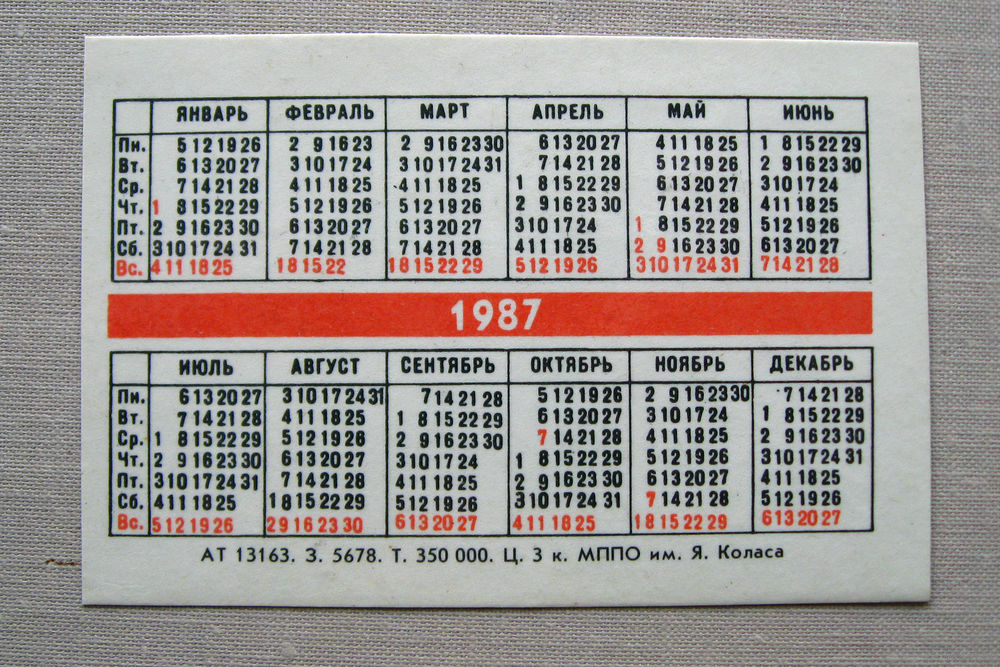 ЯНВАРЬ ФЕВРАЛЬ МАРТ АПРЕЛЬ МАЙ ИЮНЬ
Пн. 5 12 19 26 2 9 16 23 2 9 16 23 30 6 13 20 27 4 11 18 25 1 8 15 22 29
Вт. 6 13 20 27 3 10 17 24 3 10 17 24 31 7 14 21 28 5 12 19 26 2 9 16 23 30
Ср. 7 14 21 28 4 11 18 25 4 11 18 25 1 8 15 22 29 6 13 20 27 3 10 17 24
Чт. 1 8 15 22 29 5 12 19 26 5 12 19 26 2 9 16 23 30 7 14 21 28 4 11 18 25
Пт. 2 9 16 23 30 6 13 20 27 6 13 20 27 3 10 17 24 1 8 15 22 29 5 12 19 26
Сб. 3 10 17 24 31 7 14 21 28 7 14 21 28 4 11 18 25 2 9 16 23 30 6 13 20 27
Вс. 4 11 18 25 1 8 15 22 1 8 15 22 29 5 12 19 26 3 10 17 24 31 7 14 21 28
1987
ИЮЛЬ АВГУСТ СЕНТЯБРЬ ОКТЯБРЬ НОЯБРЬ ДЕКАБРЬ
Пн. 6 13 20 27 3 10 17 24 31 7 14 21 28 5 12 19 26 2 9 16 23 30 7 14 21 28
Вт. 7 14 21 28 4 11 18 25 1 8 15 22 29 6 13 20 27 3 10 17 24 1 8 15 22 29
Ср. 1 8 15 22 29 5 12 19 26 2 9 16 23 30 7 14 21 28 4 11 18 25 2 9 16 23 30
Чт. 2 9 16 23 30 6 13 20 27 3 10 17 24 1 8 15 22 29 5 12 19 26 3 10 17 24 31
Пт. 3 10 17 24 31 7 14 21 28 4 11 18 25 2 9 16 23 30 6 13 20 27 4 11 18 25
Сб. 4 11 18 25 1 8 15 22 29 5 12 19 26 3 10 17 24 31 7 14 21 28 5 12 19 26
Вс. 5 12 19 26 2 9 16 23 30 6 13 20 27 4 11 18 25 1 8 15 22 29 6 13 20 27
АТ 13163. З. 5678. Т. 350 000. Ц. 3 к. МППО им. Я. Коласа